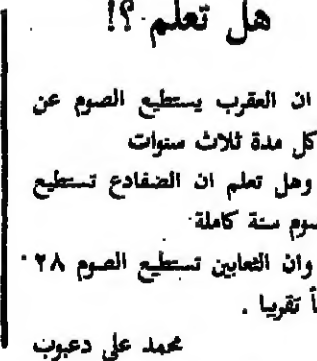 هل تعلم ؟!
ان العقرب يستطيع الصوم عن
كل مدة ثلاث سنوات
وهل تعلم ان الضفادع تستطيع
صوم سنة كاملة
وان الثعابين تستطيع الصوم ٢٨
أ تقريبا .
محمد علي دعبوب